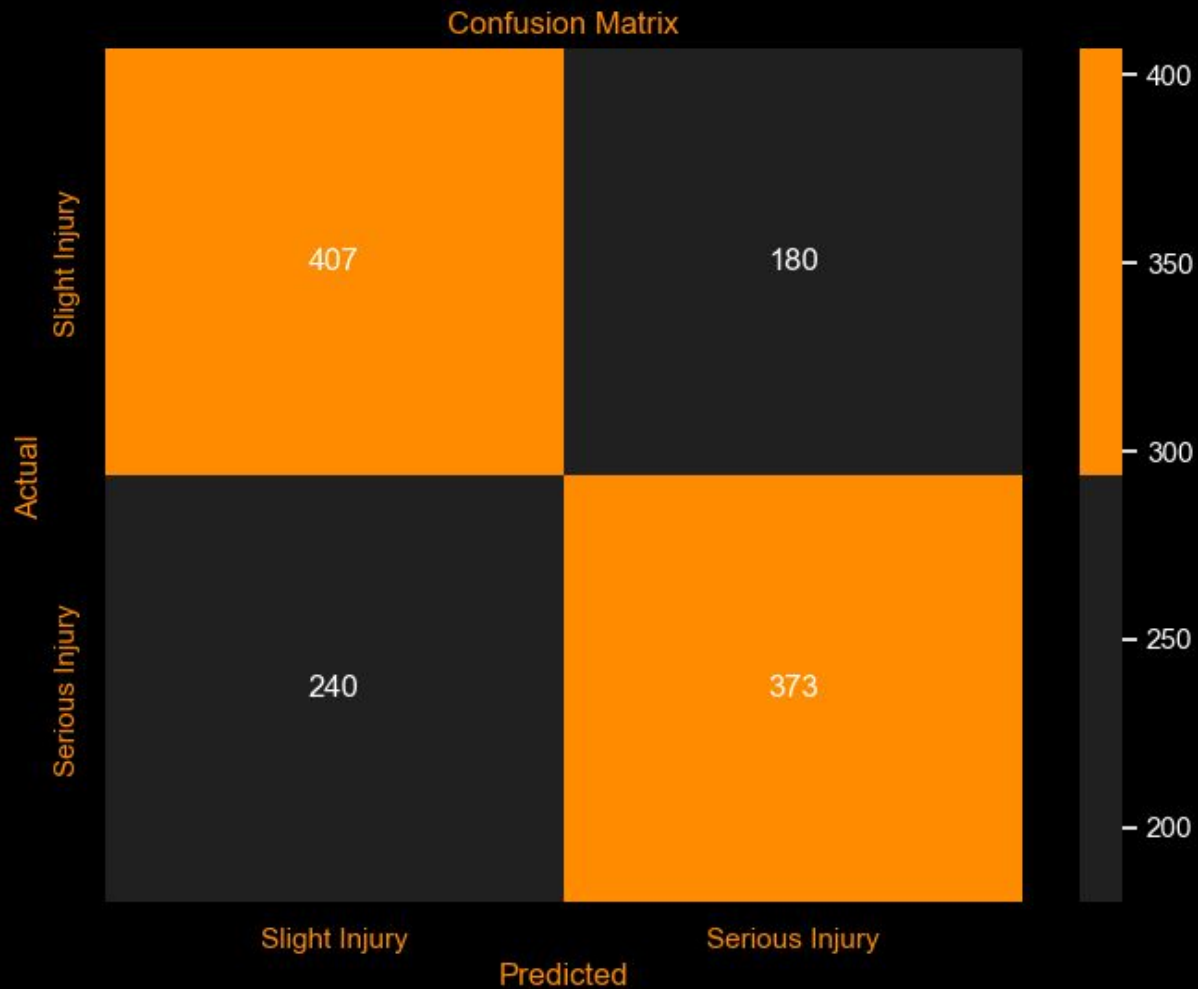 Confusion Matrix
Actual
Slight Injury
407
180
Serious Injury
240
373
Slight Injury
Serious Injury
Predicted
400
350
300
250
200